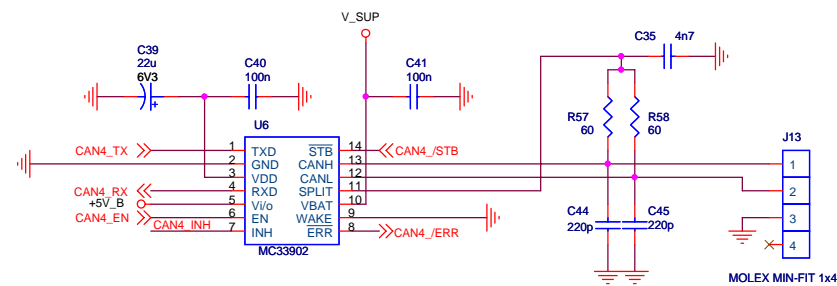 V_SUP
C39
22u
6V3
+
C40
100n
C41
100n
C35 4n7
U6
R57
60
R58
60
J13
CAN4_TX 1 TXD STB 14 CAN4_/STB
2 GND CANH 13 1
3 VDD CANL 12 2
CAN4_RX 4 RXD SPLIT 11
+5V_B 5 Vi/o VBAT 10
CAN4_EN 6 EN WAKE 9 3
CAN4_INH 7 INH ERR 8 CAN4_/ERR
4
MC33902
C44
220p
C45
220p
MOLEX MIN-FIT 1x4